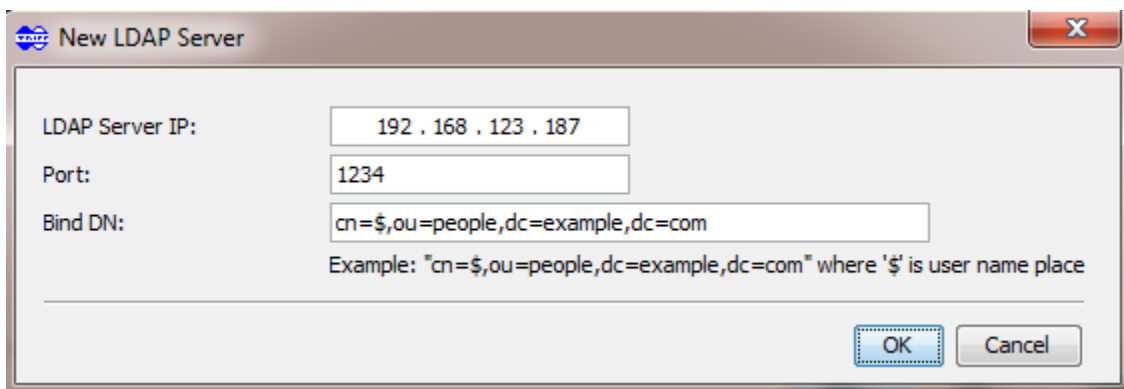 New LDAP Server
LDAP Server IP: 192 . 168 . 123 . 187
Port: 1234
Bind DN: cn=$,ou=people,dc=example,dc=com
Example: "cn=$,ou=people,dc=example,dc=com" where '$' is user name place
OK Cancel